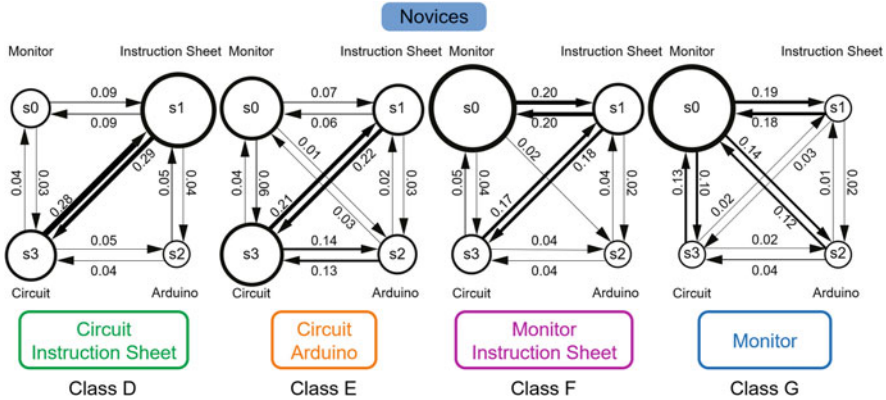 Novices
Monitor Instruction Sheet Monitor Instruction Sheet Monitor Instruction Sheet Monitor Instruction Sheet
s0 0.09 0.09 s1 0.04 0.03 0.28 0.29 0.05 0.04 s3 0.05 0.04 s2
s0 0.07 0.06 s1 0.01 0.04 0.06 0.21 0.22 0.02 0.03 0.03 s3 0.14 0.13 s2
s0 0.20 0.20 s1 0.02 0.05 0.04 0.17 0.18 0.04 0.02 s3 0.04 0.04 s2
s0 0.19 0.18 s1 0.14 0.03 0.13 0.10 0.02 0.12 0.01 0.02 s3 0.02 0.04 s2
Circuit Arduino Circuit Arduino Circuit Arduino Circuit Arduino
Circuit
Instruction Sheet
Circuit
Arduino
Monitor
Instruction Sheet
Monitor
Class D Class E Class F Class G